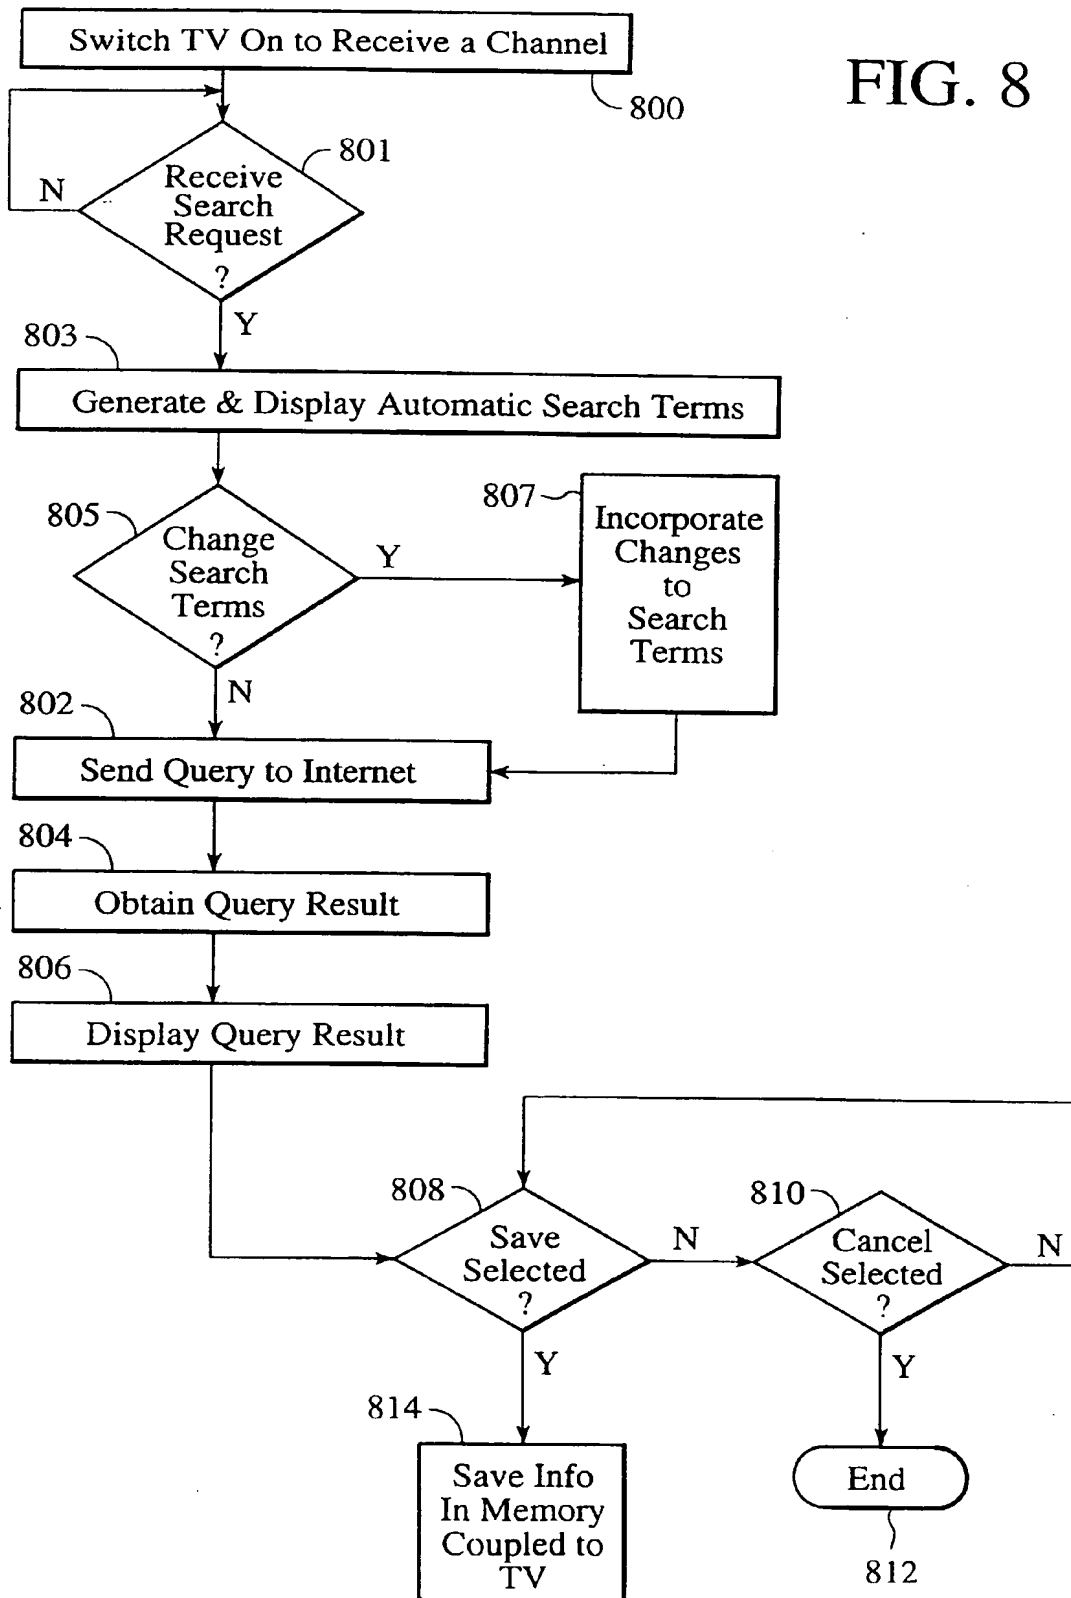 Switch TV On to Receive a Channel
FIG. 8
800
801
Receive
Search
Request
?
N
Y
803
Generate & Display Automatic Search Terms
805
Change
Search
Terms
?
Y
N
807
Incorporate
Changes
to
Search
Terms
802
Send Query to Internet
804
Obtain Query Result
806
Display Query Result
808
Save
Selected
?
N
Y
810
Cancel
Selected
?
N
Y
814
Save Info
In Memory
Coupled to
TV
End
812